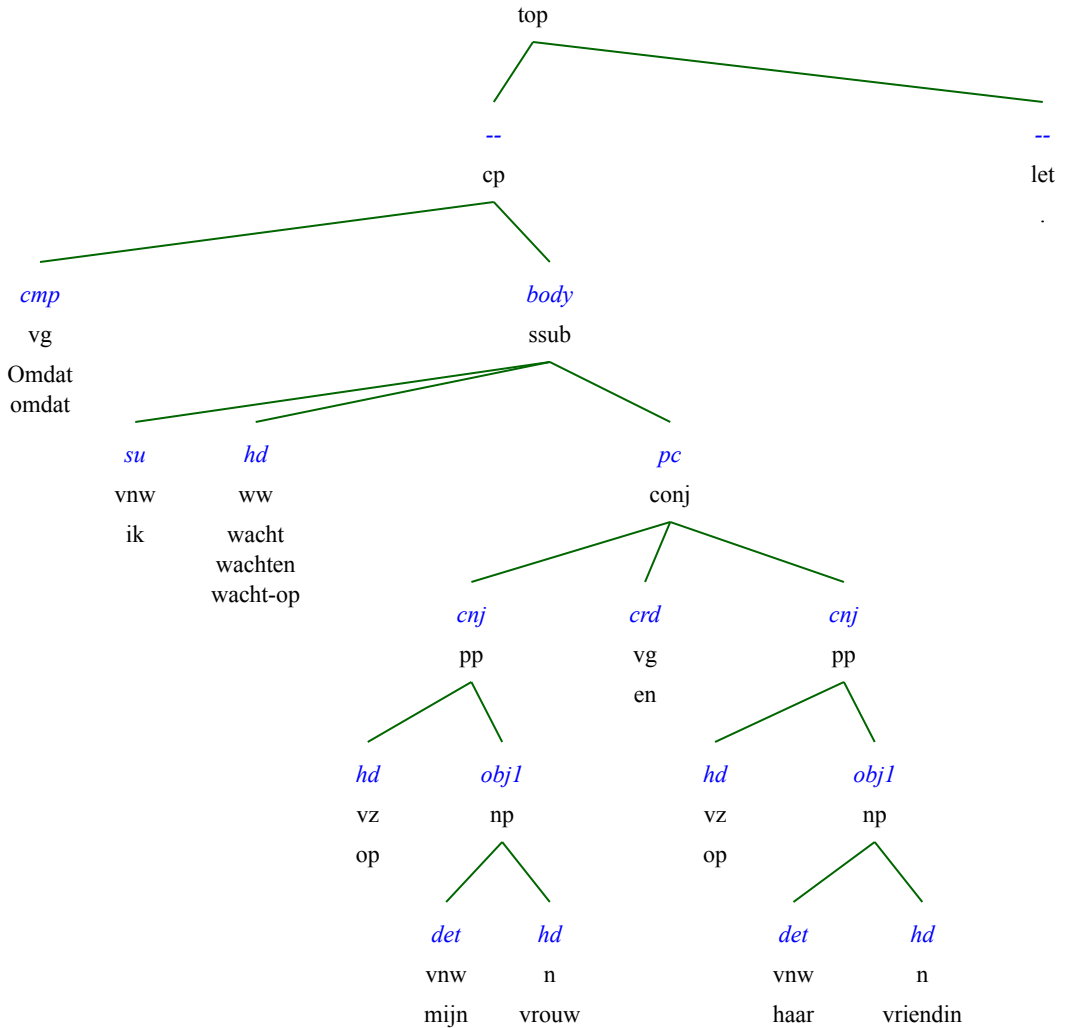 top
-- --
cp let
.
cmp body
vg ssub
Omdat
omdat
su hd pc
vnw ww conj
ik wacht
wachten
wacht-op
cnj crd cnj
pp vg pp
en
hd obj1 hd obj1
vz np vz np
op op
det hd det hd
vnw n vnw n
mijn vrouw haar vriendin